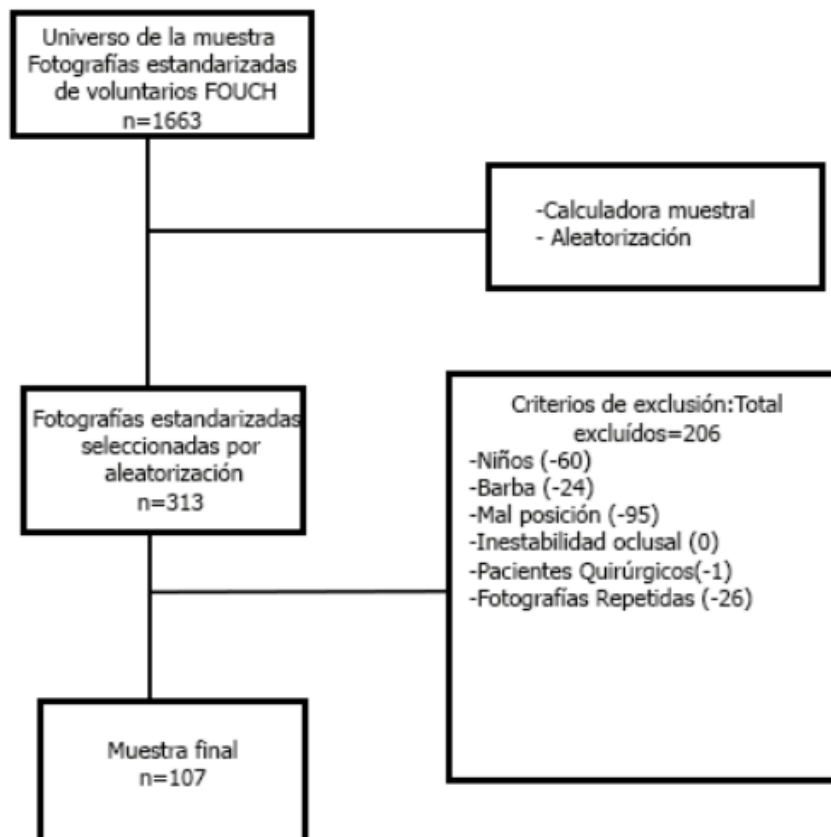 Universo de la muestra
Fotografías estandarizadas
de voluntarios FOUCH
n=1663
-Calculadora muestral
- Aleatorización
Fotografías estandarizadas
seleccionadas por
aleatorización
n=313
Criterios de exclusión:Total
excluídos=206
-Niños (-60)
-Barba (-24)
-Mal posición (-95)
-Inestabilidad oclusal (0)
-Pacientes Quirúrgicos(-1)
-Fotografías Repetidas (-26)
Muestra final
n=107